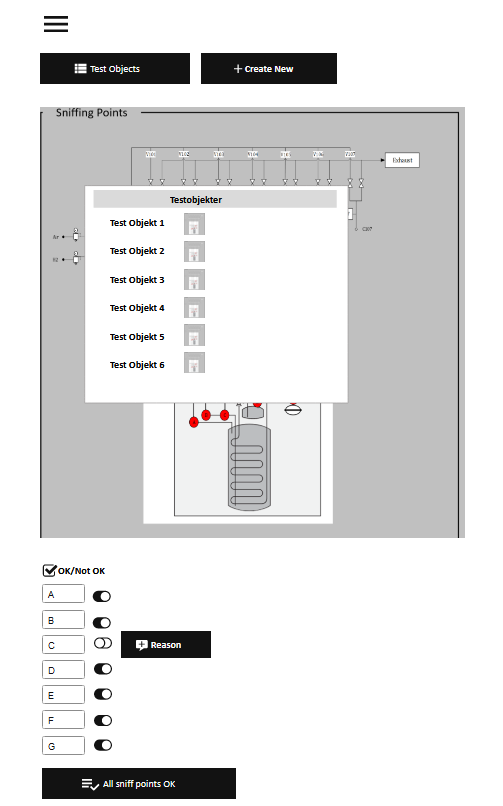 Test Objects
Create New
Sniffing Points
V101 V102 V103 V104 V105 V106 V107
Exhaust
Testobjekter
Test Objekt 1
C107
Ar
Test Objekt 2
H2
Test Objekt 3
Test Objekt 4
Test Objekt 5
Test Objekt 6
OK/Not OK
A
B
C
Reason
D
E
F
G
All sniff points OK